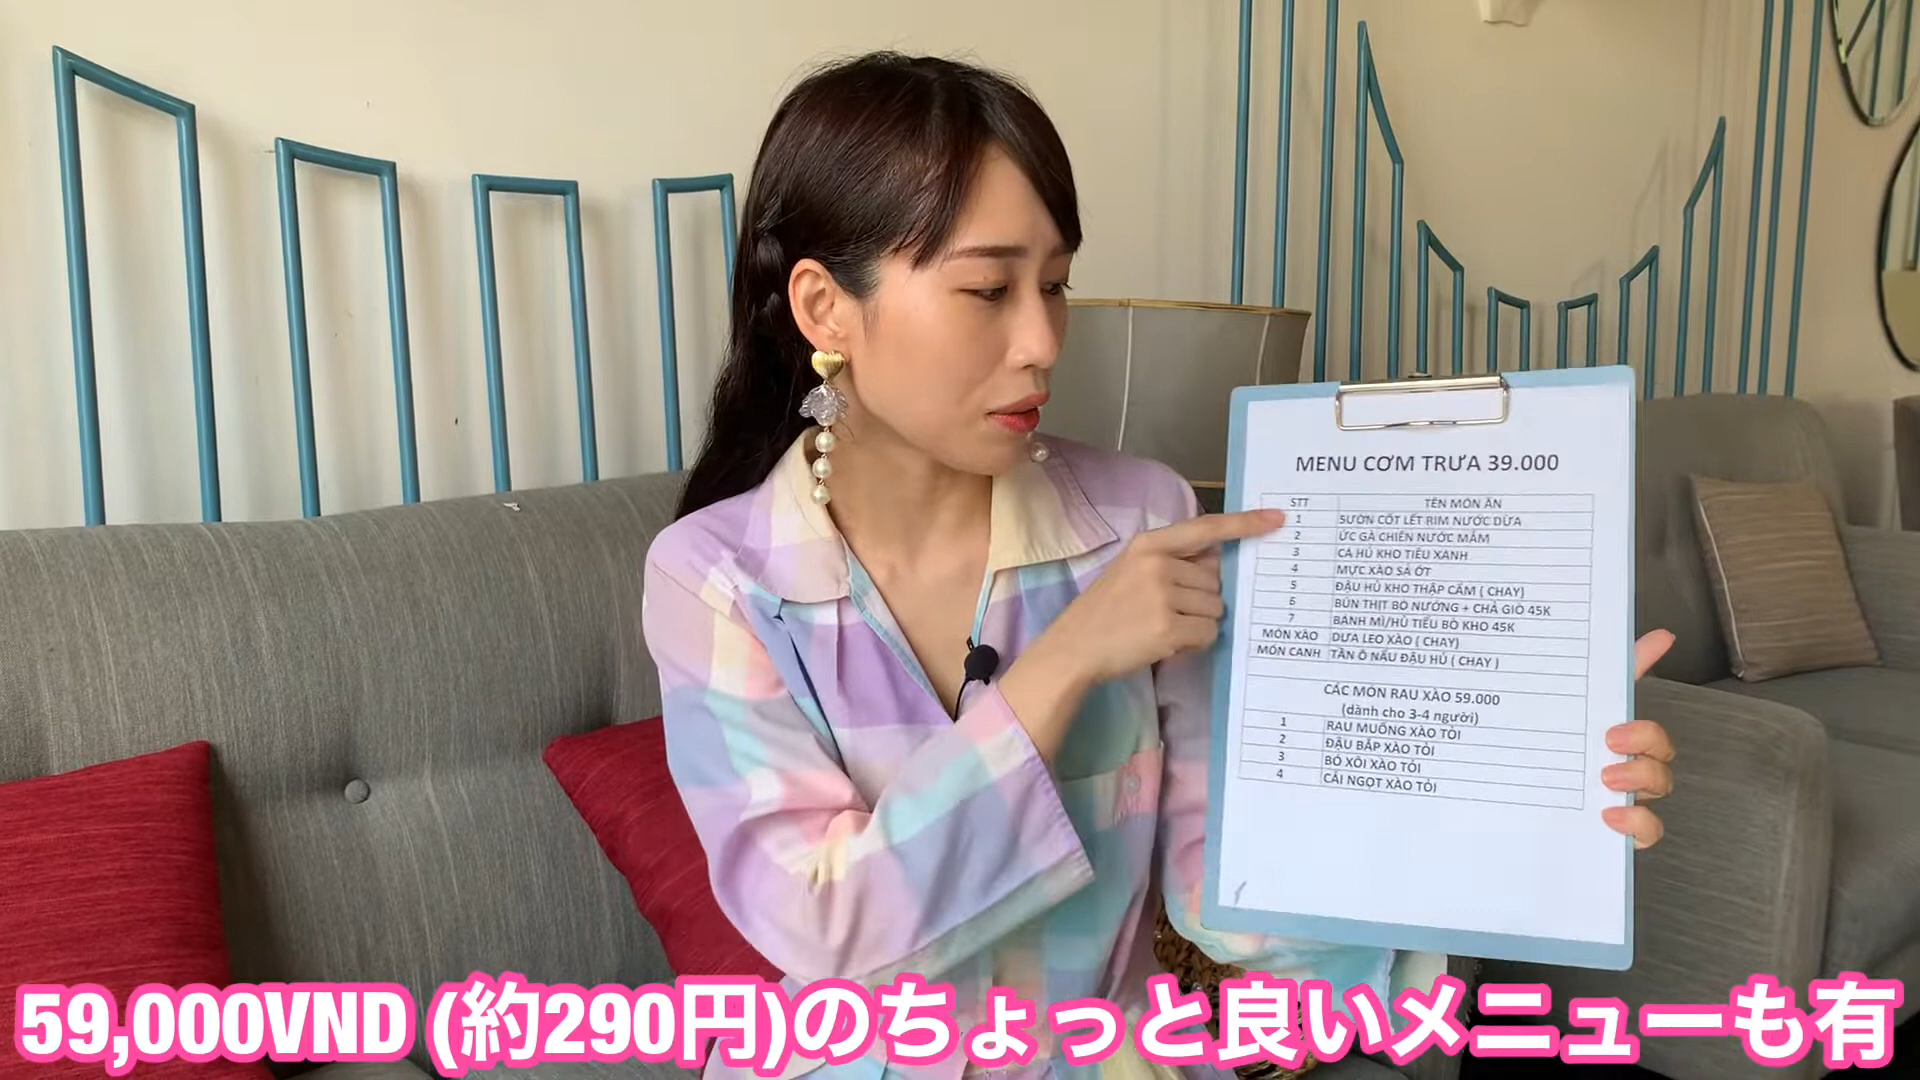 MENU CƠM TRƯA 39.000
STT TÊN MÓN ĂN
1 SƯỜN CỐT LẾT RIM NƯỚC DỪA
2 ỨC GÀ CHIÊN NƯỚC MẮM
3 CÁ HÚ KHO TIÊU XANH
4 MỰC XÀO SẢ ỚT
5 ĐẬU HỦ KHO THẬP CẨM ( CHAY)
6 BÚN THỊT BÒ NƯỚNG + CHẢ GIÒ 45K
7 BÁNH MÌ/HỦ TIẾU BÒ KHO 45K
MÓN XÀO DƯA LEO XÀO ( CHAY)
MÓN CANH TẦN Ô NẤU ĐẬU HỦ ( CHAY )
CÁC MÓN RAU XÀO 59.000
(dành cho 3-4 người)
1 RAU MUỐNG XÀO TỎI
2 ĐẬU BẮP XÀO TỎI
3 BÓ XÔI XÀO TỎI
4 CẢI NGỌT XÀO TỎI
59,000VND (約290円)のちょっと良いメニューも有